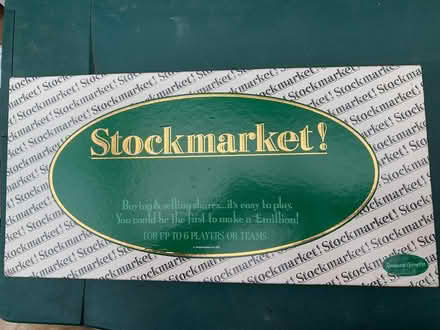 Stockmarket!
Buying & selling shares...it's easy to play.
You could be the first to make a £million!
FOR UP TO 6 PLAYERS OR TEAMS